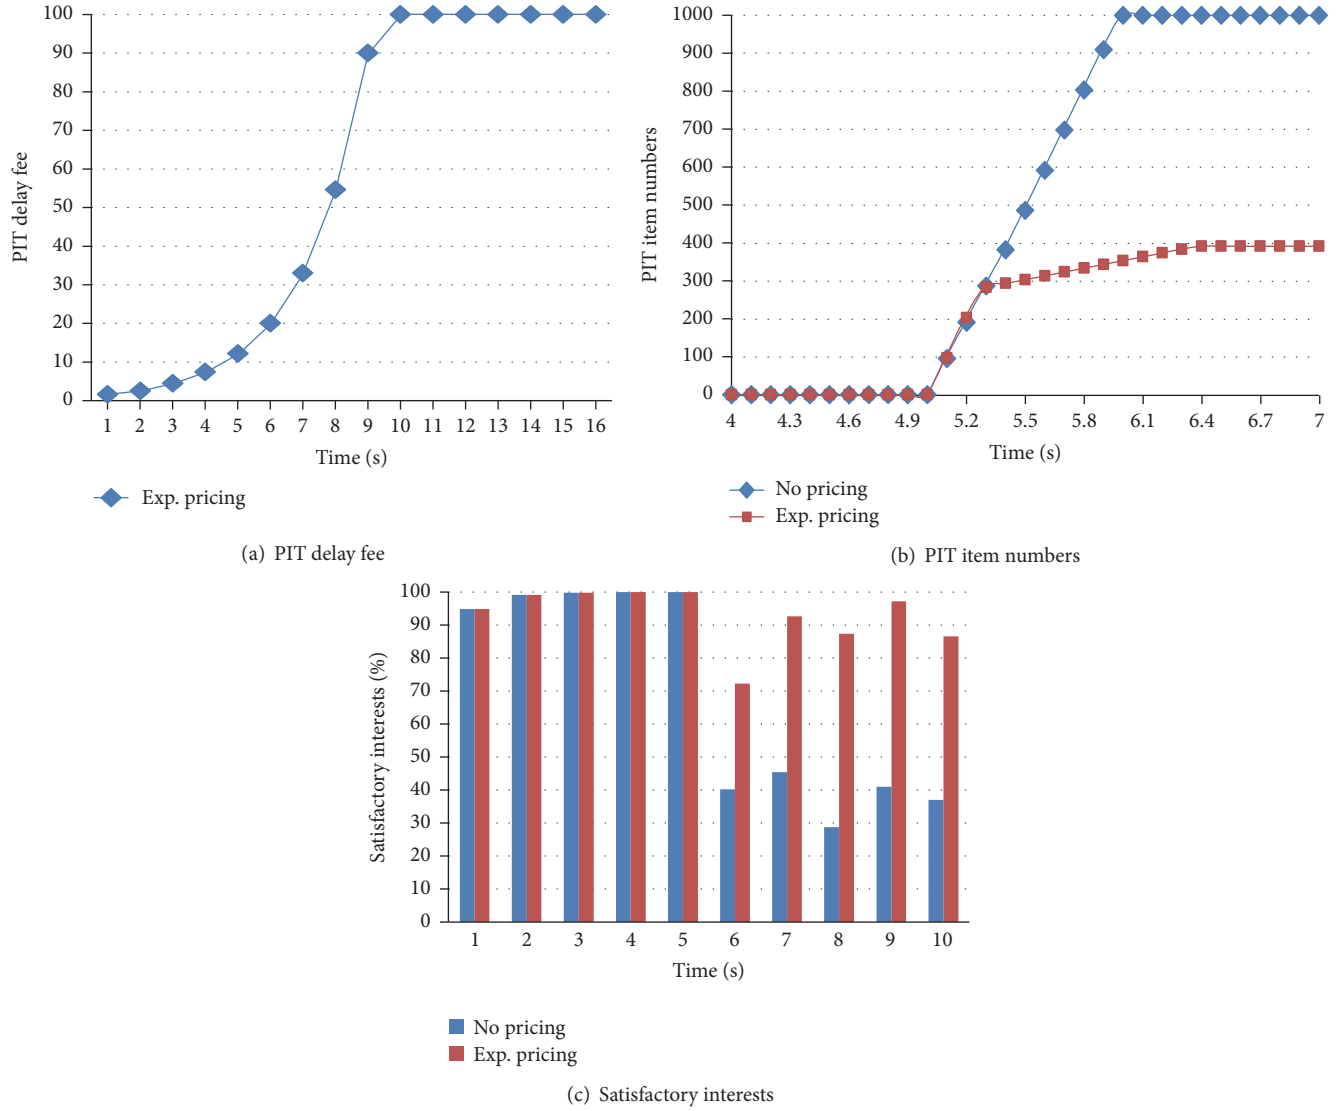 PIT delay fee
100
90
80
70
60
50
40
30
20
10
0
1 2 3 4 5 6 7 8 9 10 11 12 13 14 15 16
Time (s)
Exp. pricing
(a) PIT delay fee
PIT item numbers
1000
900
800
700
600
500
400
300
200
100
0
4 4.3 4.6 4.9 5.2 5.5 5.8 6.1 6.4 6.7 7
Time (s)
No pricing
Exp. pricing
(b) PIT item numbers
Satisfactory interests (%)
100
90
80
70
60
50
40
30
20
10
0
1 2 3 4 5 6 7 8 9 10
Time (s)
No pricing
Exp. pricing
(c) Satisfactory interests